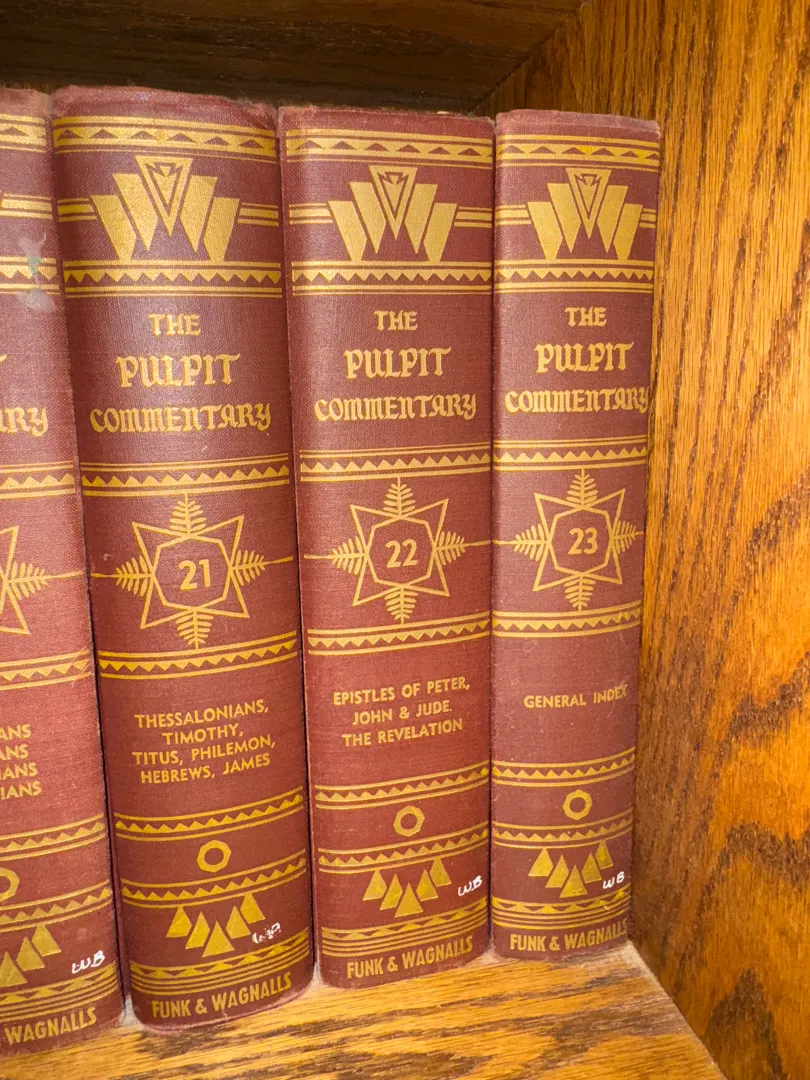 ARY
ANS
ANS
IANS
IANS
WB
WAGNALLS
THE
PULPIT
COMMENTARY
21
THESSALONIANS,
TIMOTHY,
TITUS, PHILEMON,
HEBREWS, JAMES
FUNK & WAGNALLS
THE
PULPIT
COMMENTARY
22
EPISTLES OF PETER,
JOHN & JUDE.
THE REVELATION
WB
FUNK & WAGNALLS
THE
PULPIT
COMMENTARY
23
GENERAL INDEX
WB
FUNK & WAGNALLS